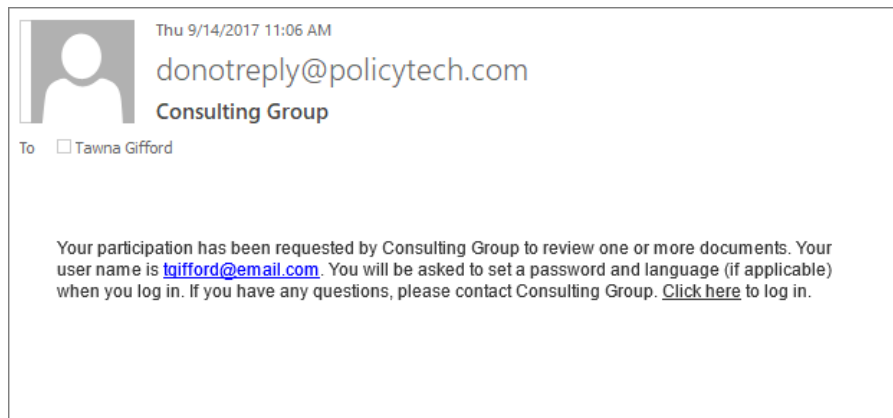 Thu 9/14/2017 11:06 AM
donotreply@policytech.com
Consulting Group
To Tawna Gifford
Your participation has been requested by Consulting Group to review one or more documents. Your
user name is tgifford@email.com. You will be asked to set a password and language (if applicable)
when you log in. If you have any questions, please contact Consulting Group. Click here to log in.